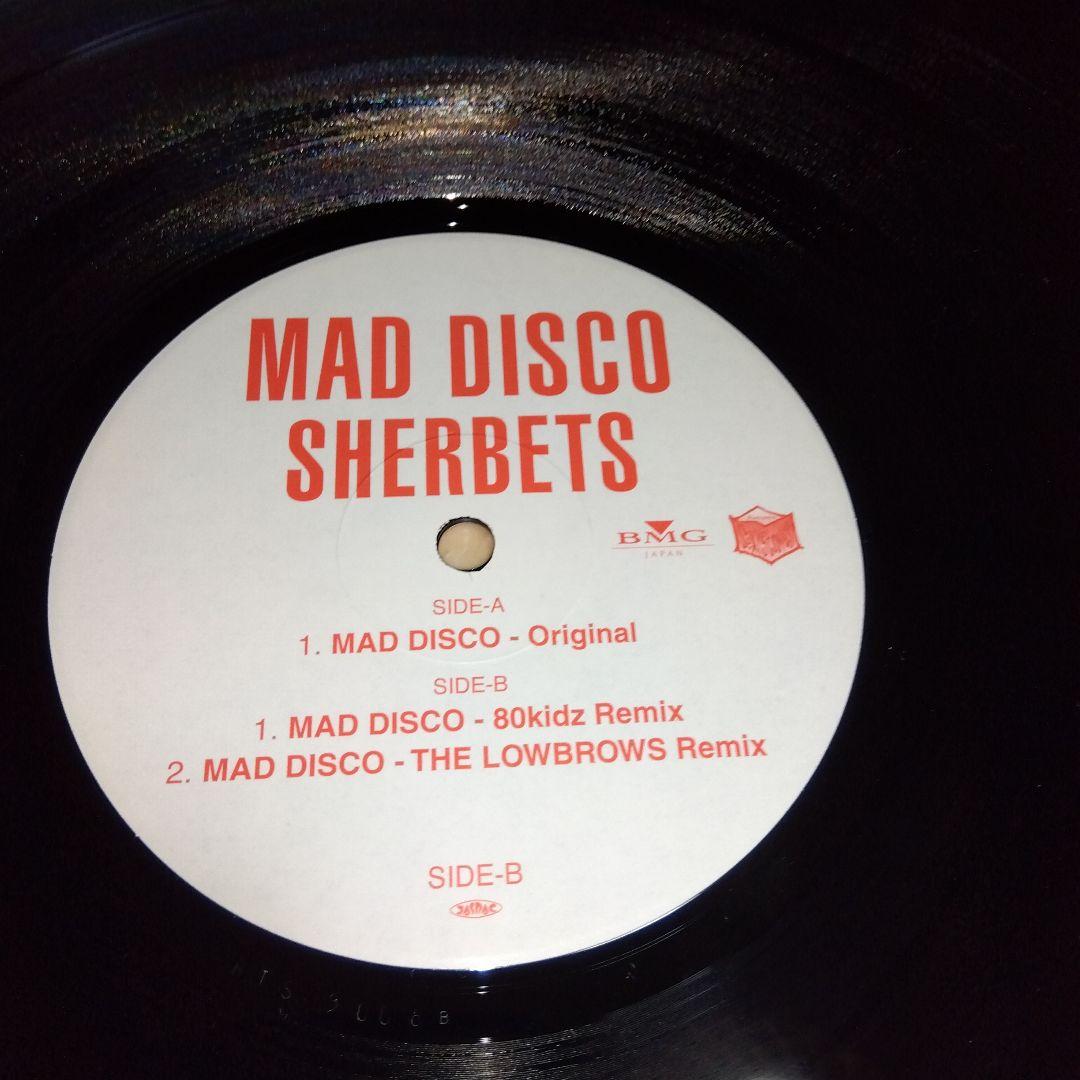 MAD DISCO
SHERBETS
BMG
JAPAN
SIDE-A
1. MAD DISCO - Original
SIDE-B
1. MAD DISCO - 80kidz Remix
2. MAD DISCO - THE LOWBROWS Remix
SIDE-B
JASRAC